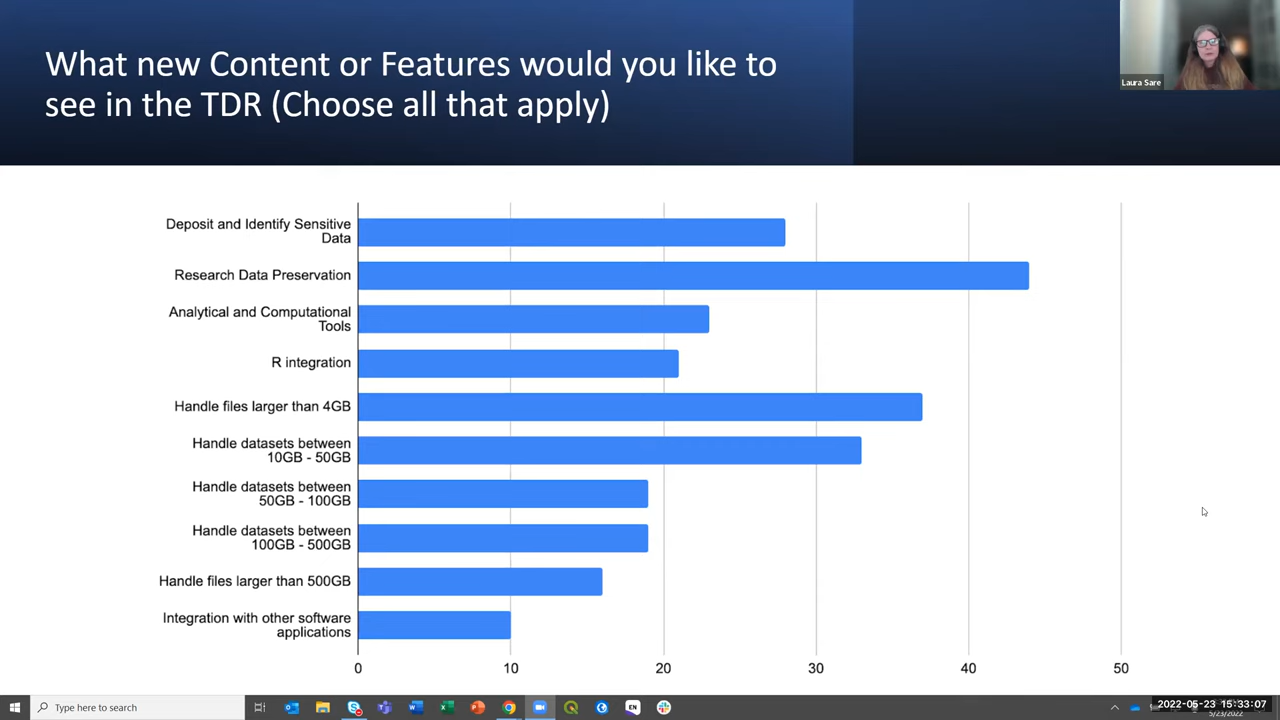 What new Content or Features would you like to
see in the TDR (Choose all that apply)
Laura Sare
Deposit and Identify Sensitive
Data
Research Data Preservation
Analytical and Computational
Tools
R integration
Handle files larger than 4GB
Handle datasets between
10GB - 50GB
Handle datasets between
50GB - 100GB
Handle datasets between
100GB - 500GB
Handle files larger than 500GB
Integration with other software
applications
0 10 20 30 40 50
Type here to search
EN
2022-05-23 15:33:07
5/23/2022